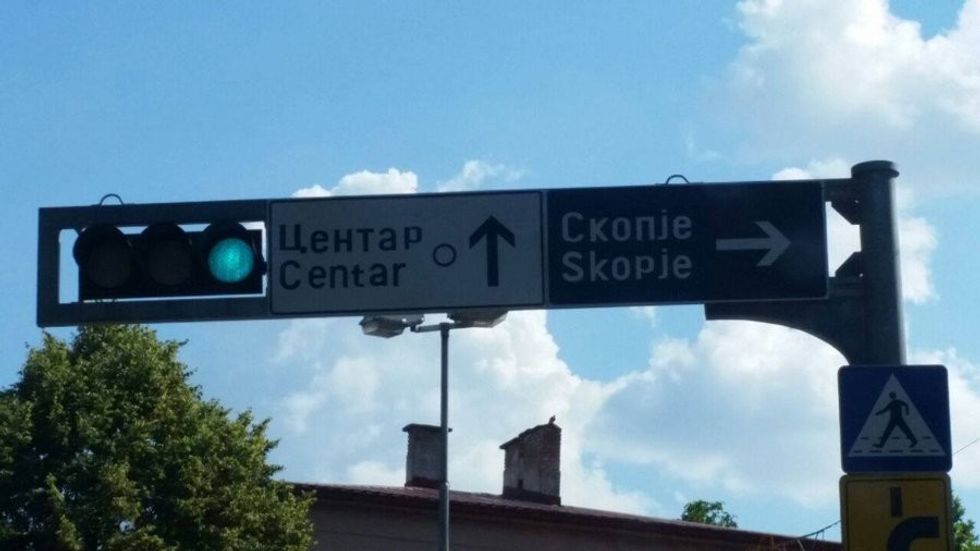 Центар
Centar
Скопје
Skopje